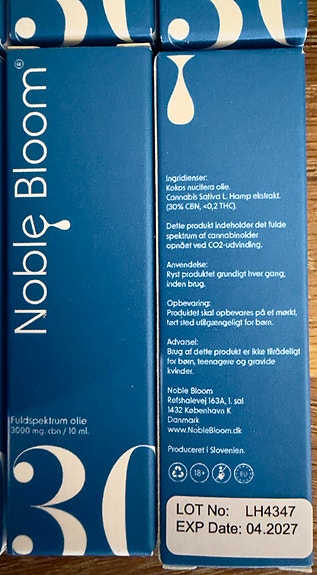 Noble Bloom®
Fuldspektrum olie
3000 mg. cbn / 10 ml.
30
Ingridienser:
Kokos nucifera olie.
Cannabis Sativa L. Hamp ekstrakt.
(30% CBN, <0,2 THC).
Dette produkt indeholder det fulde
spektrum af cannabinoider
opnået ved CO2-udvinding.
Anvendelse:
Ryst produktet grundigt hver gang,
inden brug.
Opbevaring:
Produktet skal opbevares på et mørkt,
tørt sted utilgængeligt for børn.
Advarsel:
Brug af dette produkt er ikke tilrådeligt
for børn, teenagere og gravide
kvinder.
Noble Bloom
Refshalevej 163A, 1. sal
1432 København K
Danmark
www.NobleBloom.dk
Produceret i Slovenien.
18+
EU
LOT No: LH4347
EXP Date: 04.2027